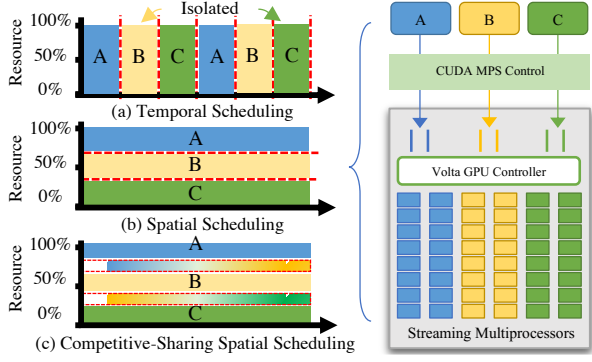 Isolated
Resource
100%
50%
0%
A
B
C
A
B
C
(a) Temporal Scheduling
Resource
100%
50%
0%
A
B
C
(b) Spatial Scheduling
Resource
100%
50%
0%
A
B
C
(c) Competitive-Sharing Spatial Scheduling
A
B
C
CUDA MPS Control
Volta GPU Controller
Streaming Multiprocessors